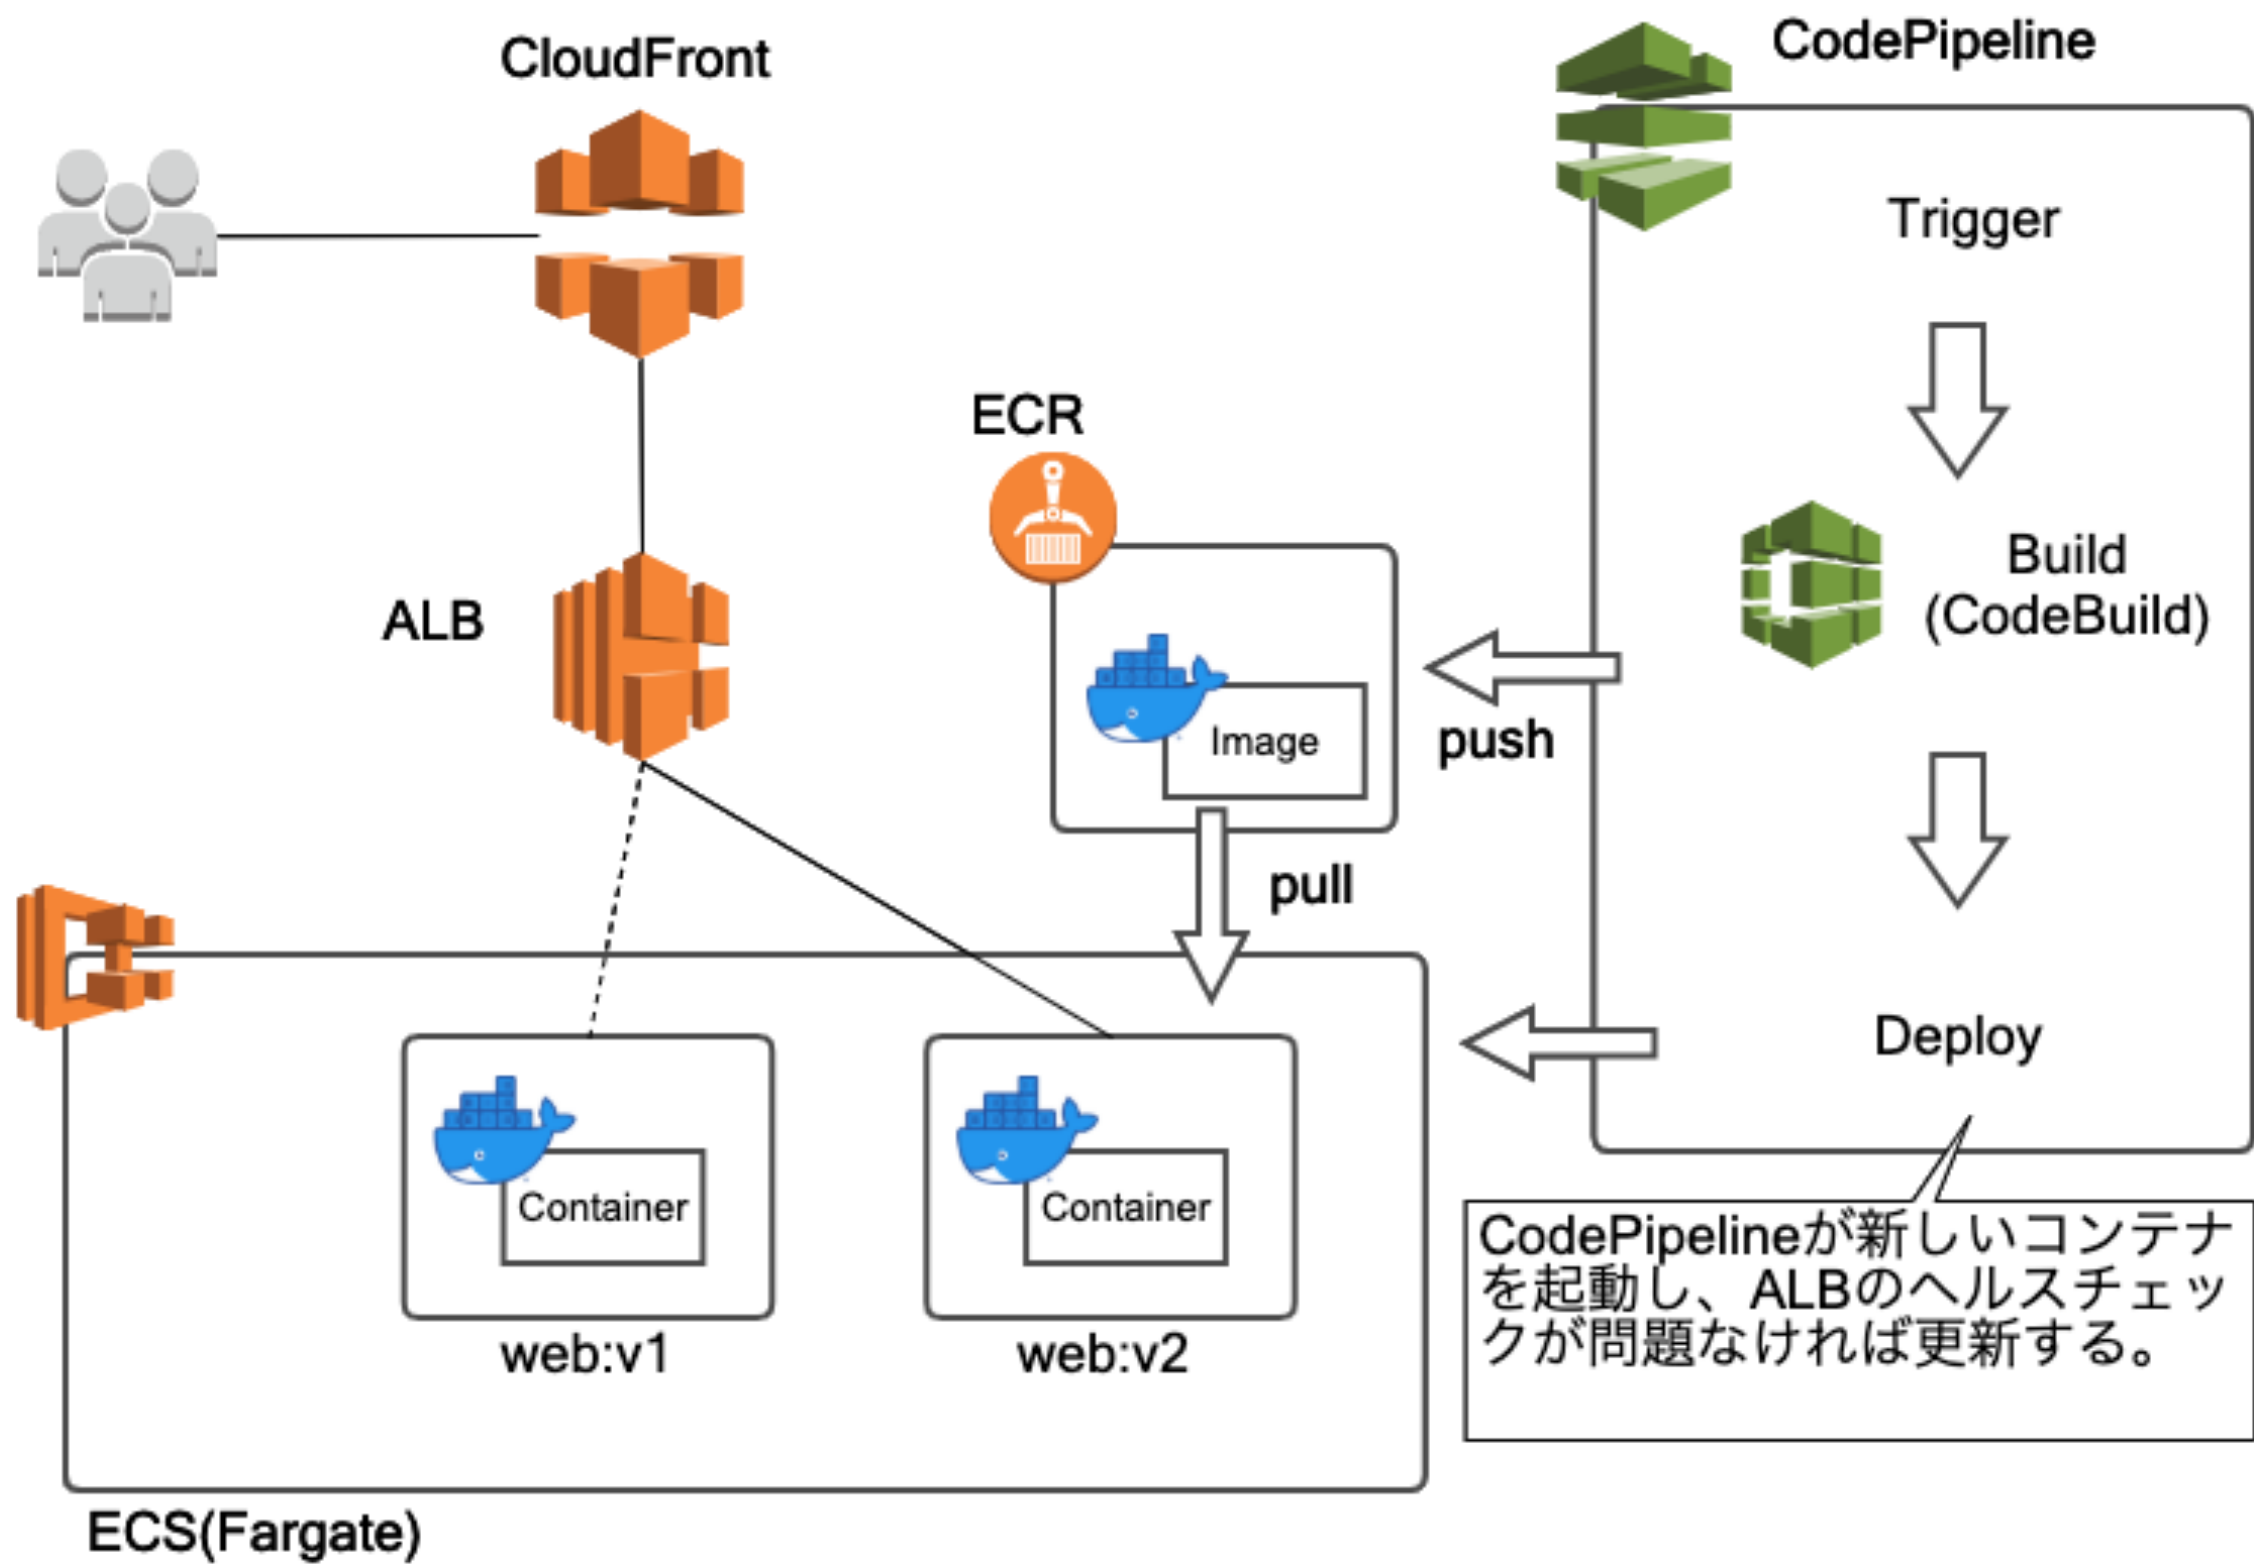 CloudFront
CodePipeline
Trigger
ECR
Build
(CodeBuild)
ALB
Image
push
pull
Deploy
Container
Container
web:v1
web:v2
CodePipelineが新しいコンテナ
を起動し、ALBのヘルスチェッ
クが問題なければ更新する。
ECS(Fargate)